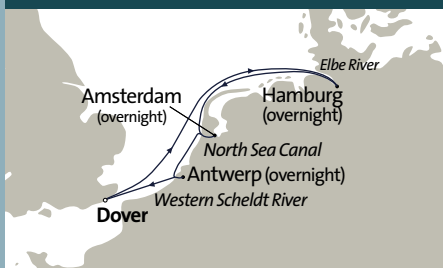 Elbe River
Amsterdam
(overnight)
Hamburg
(overnight)
North Sea Canal
Antwerp (overnight)
Western Scheldt River
Dover